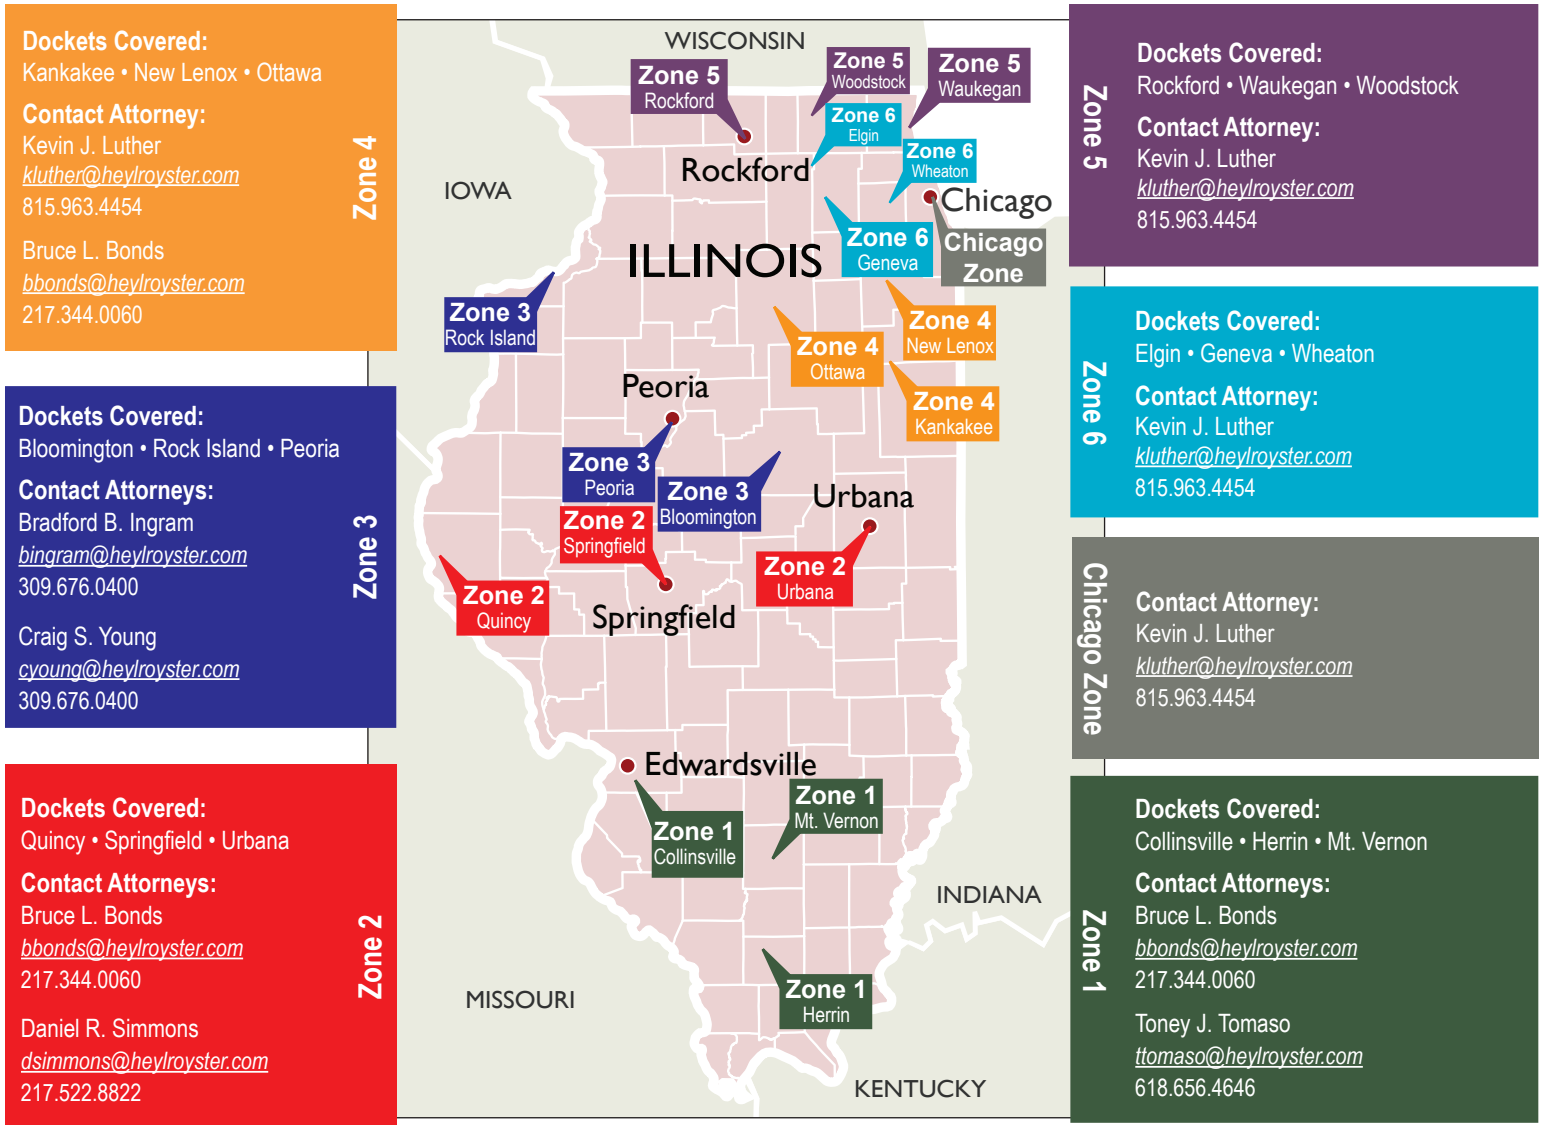 Dockets Covered:
Kankakee • New Lenox • Ottawa
Contact Attorney:
Kevin J. Luther
kluther@heylroyster.com
815.963.4454
Bruce L. Bonds
bbonds@heylroyster.com
217.344.0060
Zone 4
Dockets Covered:
Bloomington • Rock Island • Peoria
Contact Attorneys:
Bradford B. Ingram
bingram@heylroyster.com
309.676.0400
Craig S. Young
cyoung@heylroyster.com
309.676.0400
Zone 3
Dockets Covered:
Quincy • Springfield • Urbana
Contact Attorneys:
Bruce L. Bonds
bbonds@heylroyster.com
217.344.0060
Daniel R. Simmons
dsimmons@heylroyster.com
217.522.8822
Zone 2
WISCONSIN
Zone 5
Rockford
Zone 5
Woodstock
Zone 5
Waukegan
Zone 6
Elgin
Zone 6
Wheaton
Rockford
IOWA
Chicago
ILLINOIS
Zone 6
Geneva
Chicago
Zone
Zone 3
Rock Island
Zone 4
New Lenox
Zone 4
Ottawa
Peoria
Zone 4
Kankakee
Zone 3
Peoria
Zone 3
Bloomington
Urbana
Zone 2
Springfield
Zone 2
Urbana
Zone 2
Quincy
Springfield
Edwardsville
Zone 1
Mt. Vernon
Zone 1
Collinsville
INDIANA
MISSOURI
Zone 1
Herrin
KENTUCKY
Zone 5
Dockets Covered:
Rockford • Waukegan • Woodstock
Contact Attorney:
Kevin J. Luther
kluther@heylroyster.com
815.963.4454
Zone 6
Dockets Covered:
Elgin • Geneva • Wheaton
Contact Attorney:
Kevin J. Luther
kluther@heylroyster.com
815.963.4454
Chicago Zone
Contact Attorney:
Kevin J. Luther
kluther@heylroyster.com
815.963.4454
Zone 1
Dockets Covered:
Collinsville • Herrin • Mt. Vernon
Contact Attorneys:
Bruce L. Bonds
bbonds@heylroyster.com
217.344.0060
Toney J. Tomaso
ttomaso@heylroyster.com
618.656.4646